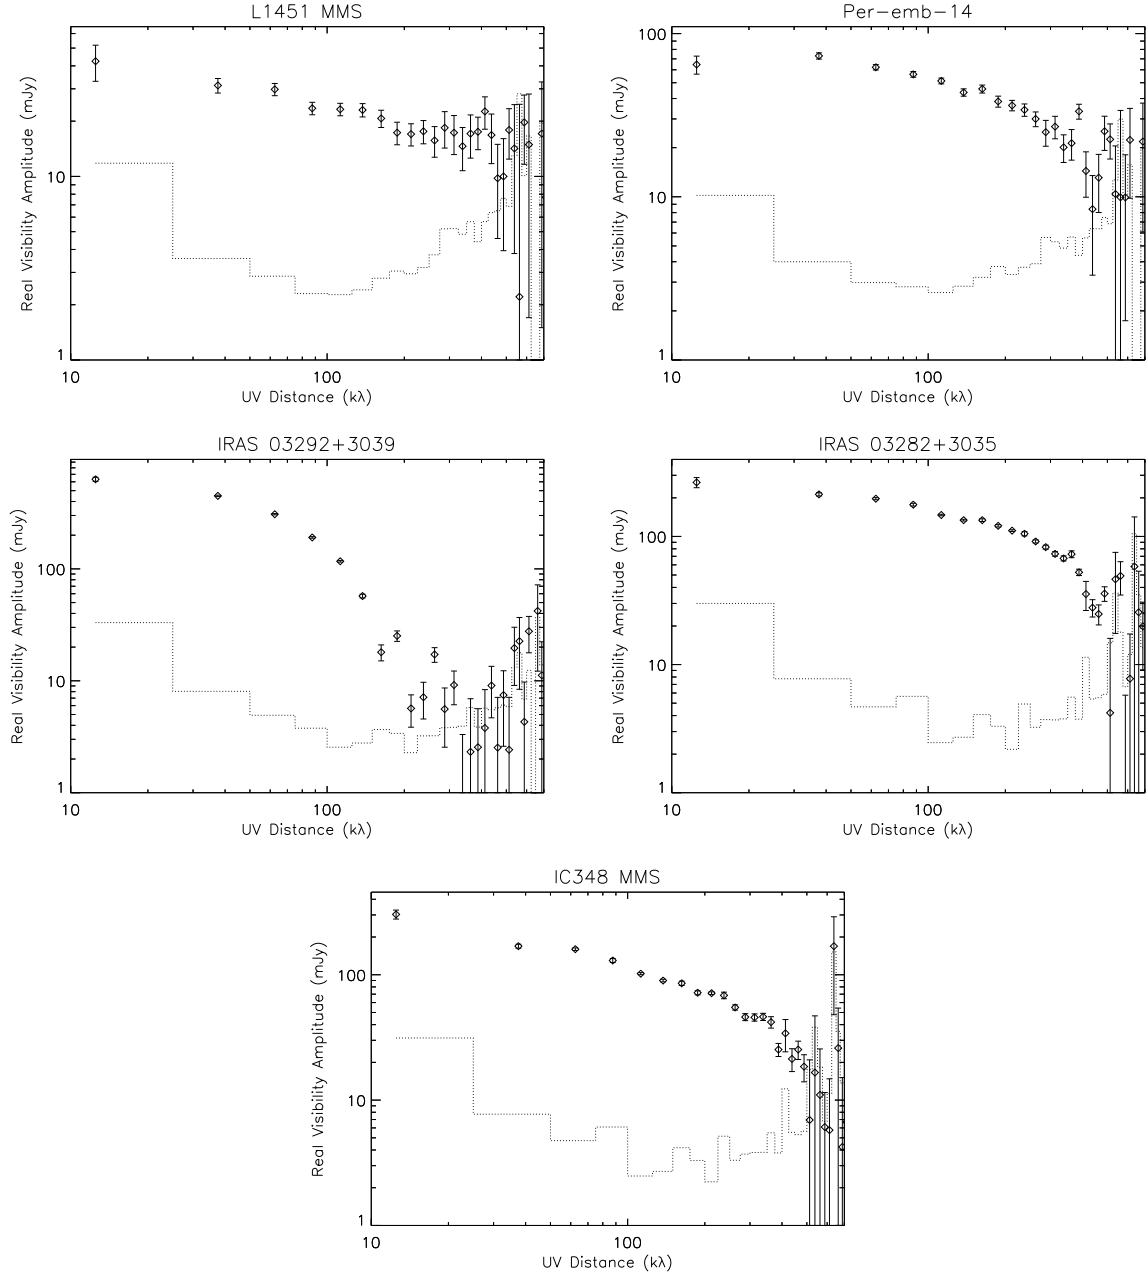 L1451 MMS
Real Visibility Amplitude (mJy)
10
1
10
100
UV Distance (kλ)
Per-emb-14
Real Visibility Amplitude (mJy)
100
10
1
10
100
UV Distance (kλ)
IRAS 03292+3039
Real Visibility Amplitude (mJy)
100
10
1
10
100
UV Distance (kλ)
IRAS 03282+3035
Real Visibility Amplitude (mJy)
100
10
1
10
100
UV Distance (kλ)
IC348 MMS
Real Visibility Amplitude (mJy)
100
10
1
10
100
UV Distance (kλ)